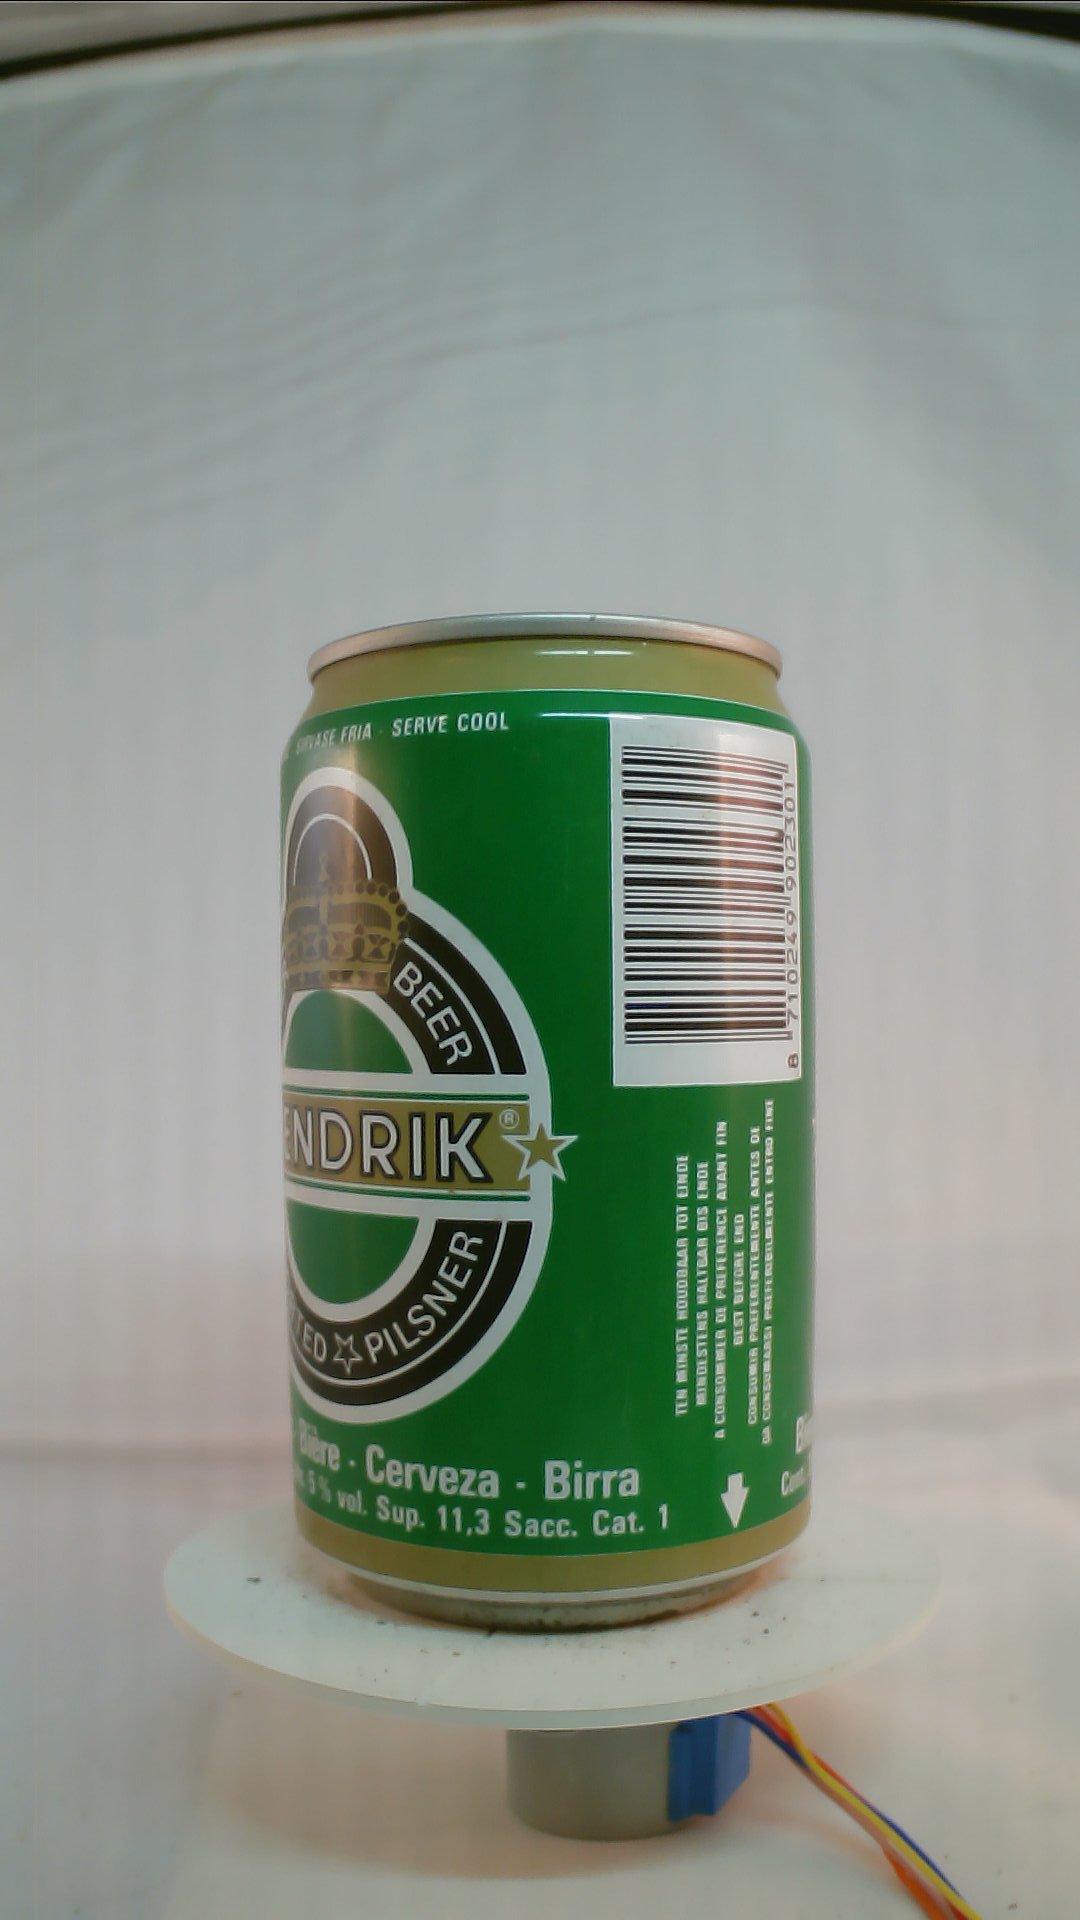 SIRVASE FRIA · SERVE COOL
BEER
ENDRIK®
PILSNER
Bière · Cerveza - Birra
5% vol. Sup. 11,3 Sacc. Cat. 1
8 710249 902301
TEN MINSTE HOUDBAAR TOT EINDE
MINDESTENS HALTBAR BIS ENDE
A CONSOMMER DE PREFERENCE AVANT FIN
BEST BEFORE END
CONSUMIR PREFERENTEMENTE ANTES DE
DA CONSUMARSI PREFERIBILMENTE ENTRO FINE